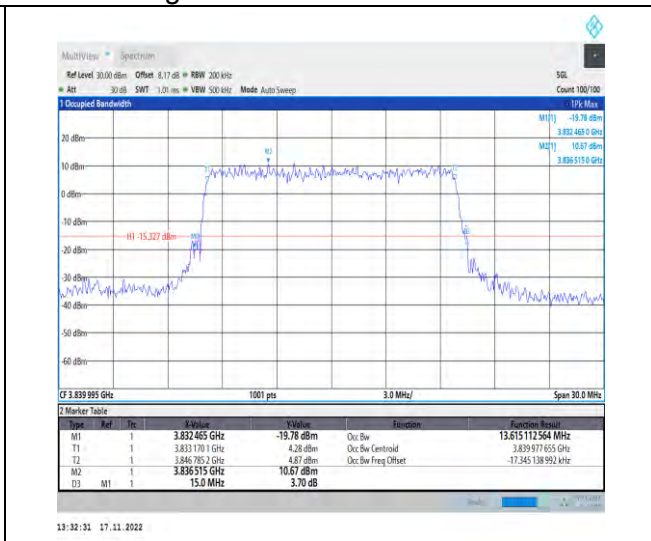 MultiView Spectrum
Ref Level 30.00 dBm Offset 8.17 dB RBW 200 kHz SGL
Att 30 dB SWT 1.01 ms VBW 500 kHz Mode Auto Sweep Count 100/100
1 Occupied Bandwidth 1Pk Max
M1[1] -19.78 dBm
3.832 465 0 GHz
20 dBm
M2[1] 10.67 dBm
3.836 515 0 GHz
M2
10 dBm
T1
0 dBm
-10 dBm
H1 -15.327 dBm
-20 dBm
-30 dBm
-40 dBm
-50 dBm
-60 dBm
CF 3.839 995 GHz 1001 pts 3.0 MHz/ Span 30.0 MHz
2 Marker Table
Type Ref Trc X-Value Y-Value Function Function Result
M1 1 3.832 465 GHz -19.78 dBm Occ Bw 13.615 112 564 MHz
T1 1 3.833 170 1 GHz 4.28 dBm Occ Bw Centroid 3.839 977 655 GHz
T2 1 3.846 785 2 GHz 4.87 dBm Occ Bw Freq Offset -17.345 138 992 kHz
M2 1 3.836 515 GHz 10.67 dBm
D3 M1 1 15.0 MHz 3.70 dB
13:32:31 17.11.2022